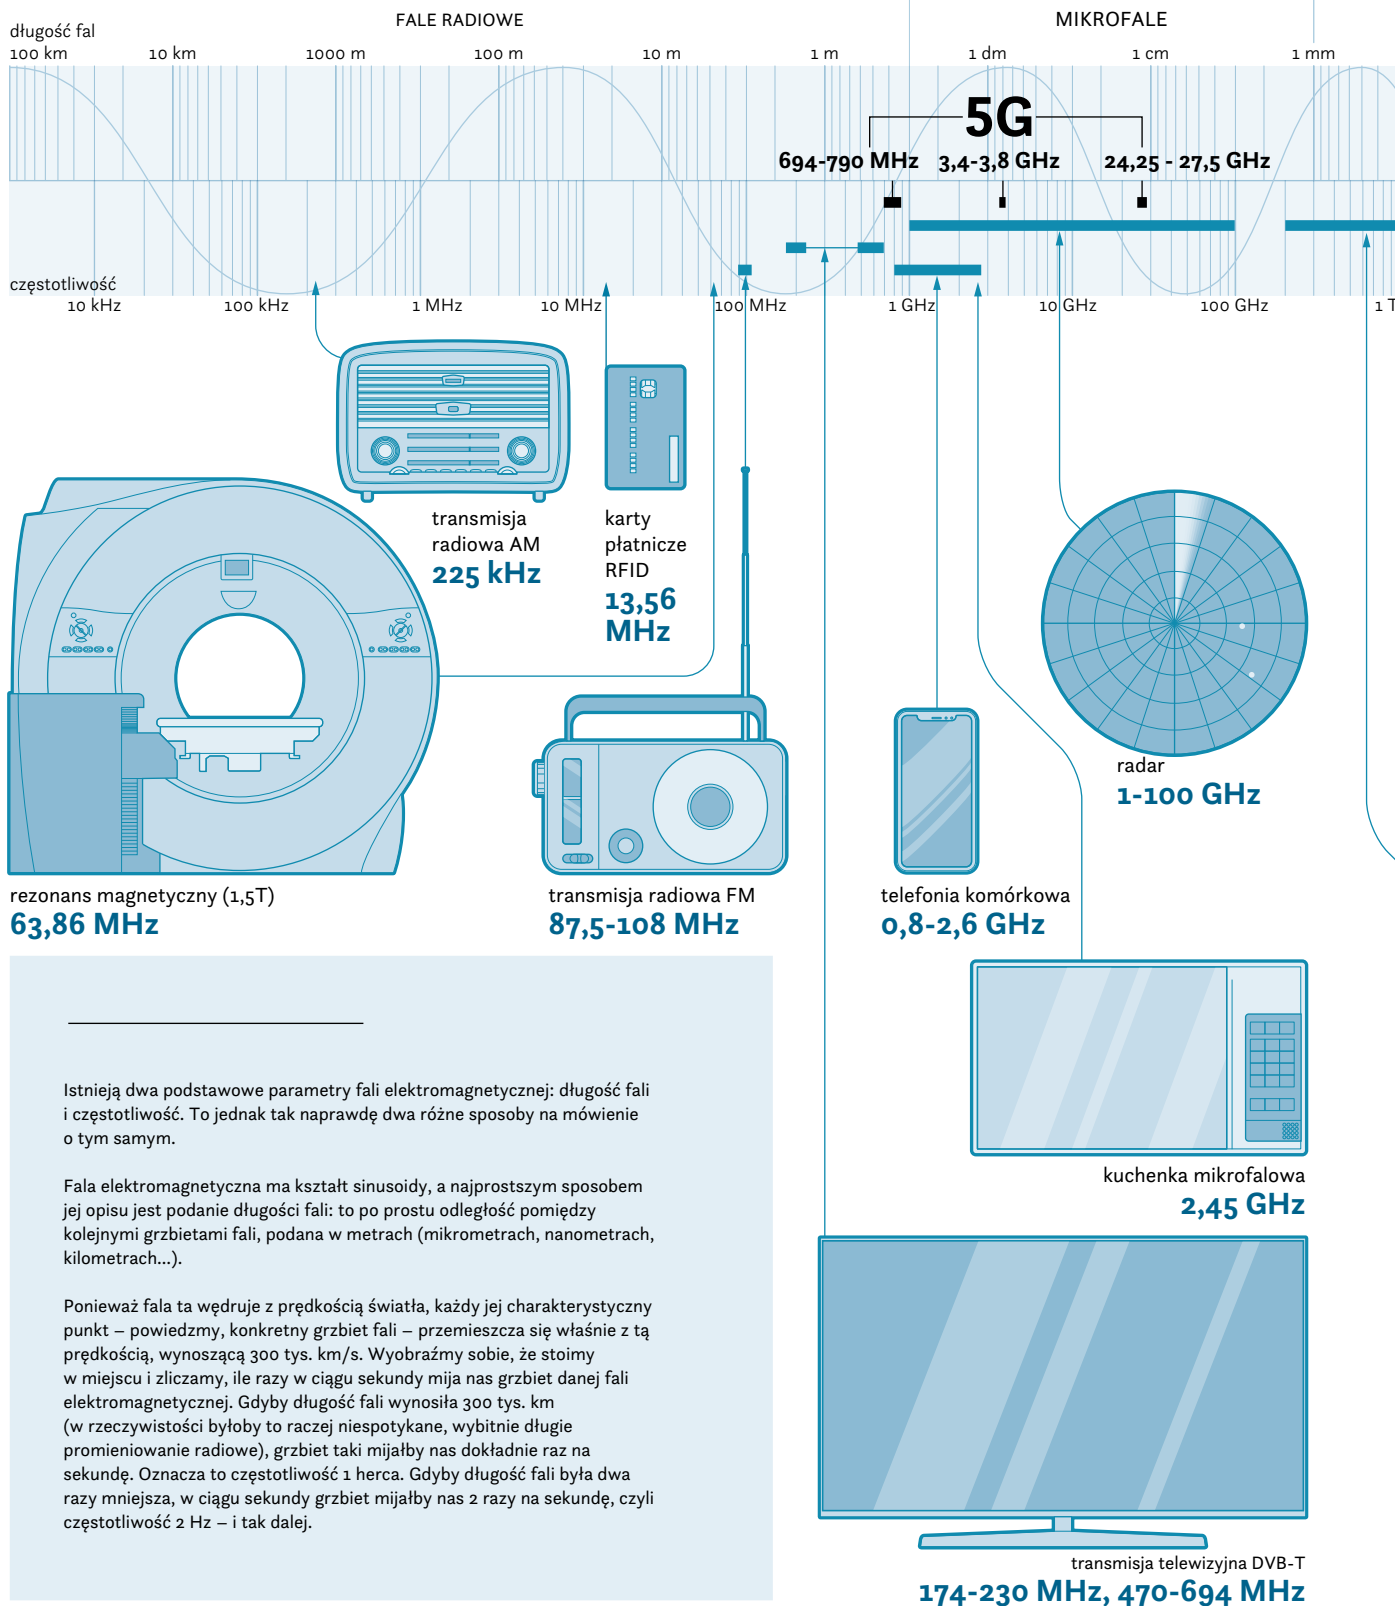 FALE RADIOWE
MIKROFALE
długość fal
100 km
10 km
1000 m
100 m
10 m
1 m
1 dm
1 cm
1 mm
5G
694-790 MHz
3,4-3,8 GHz
24,25 - 27,5 GHz
częstotliwość
10 kHz
100 kHz
1 MHz
10 MHz
100 MHz
1 GHz
10 GHz
100 GHz
1 T
transmisja
radiowa AM
225 kHz
karty
płatnicze
RFID
13,56
MHz
radar
1-100 GHz
rezonans magnetyczny (1,5T)
63,86 MHz
transmisja radiowa FM
87,5-108 MHz
telefonia komórkowa
0,8-2,6 GHz
kuchenka mikrofalowa
2,45 GHz
transmisja telewizyjna DVB-T
174-230 MHz, 470-694 MHz
Istnieją dwa podstawowe parametry fali elektromagnetycznej: długość fali
i częstotliwość. To jednak tak naprawdę dwa różne sposoby na mówienie
o tym samym.
Fala elektromagnetyczna ma kształt sinusoidy, a najprostszym sposobem
jej opisu jest podanie długości fali: to po prostu odległość pomiędzy
kolejnymi grzbietami fali, podana w metrach (mikrometrach, nanometrach,
kilometrach...).
Ponieważ fala ta wędruje z prędkością światła, każdy jej charakterystyczny
punkt – powiedzmy, konkretny grzbiet fali – przemieszcza się właśnie z tą
prędkością, wynoszącą 300 tys. km/s. Wyobraźmy sobie, że stoimy
w miejscu i zliczamy, ile razy w ciągu sekundy mija nas grzbiet danej fali
elektromagnetycznej. Gdyby długość fali wynosiła 300 tys. km
(w rzeczywistości byłoby to raczej niespotykane, wybitnie długie
promieniowanie radiowe), grzbiet taki mijałby nas dokładnie raz na
sekundę. Oznacza to częstotliwość 1 herca. Gdyby długość fali była dwa
razy mniejsza, w ciągu sekundy grzbiet mijałby nas 2 razy na sekundę, czyli
częstotliwość 2 Hz – i tak dalej.